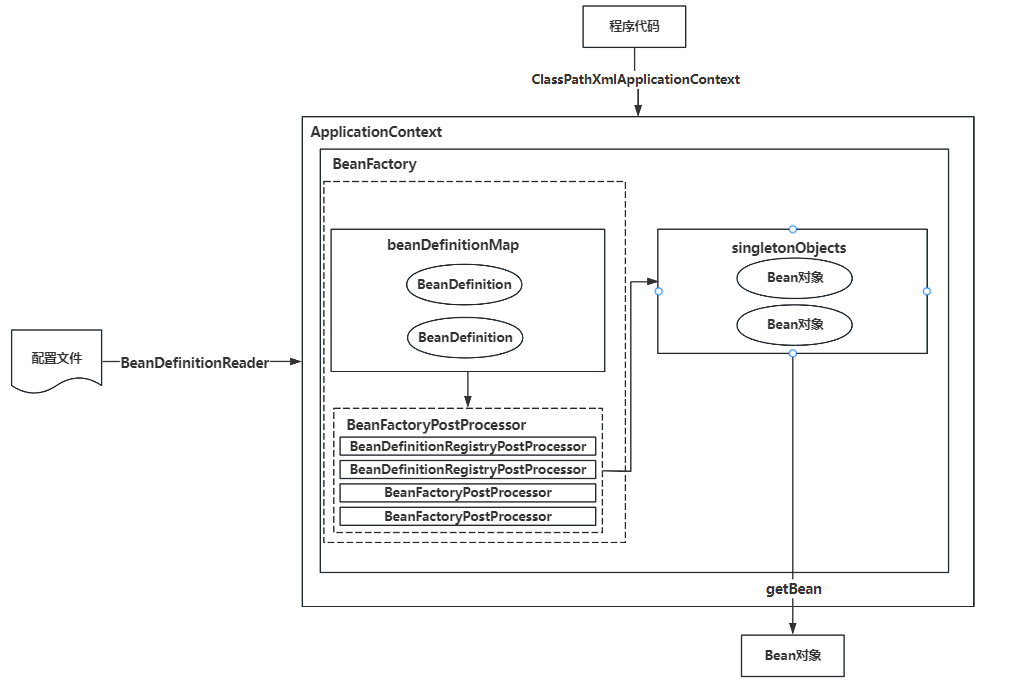 程序代码
ClassPathXmlApplicationContext
ApplicationContext
BeanFactory
beanDefinitionMap
BeanDefinition
BeanDefinition
singletonObjects
Bean对象
Bean对象
配置文件
BeanDefinitionReader
BeanFactoryPostProcessor
BeanDefinitionRegistryPostProcessor
BeanDefinitionRegistryPostProcessor
BeanFactoryPostProcessor
BeanFactoryPostProcessor
getBean
Bean对象